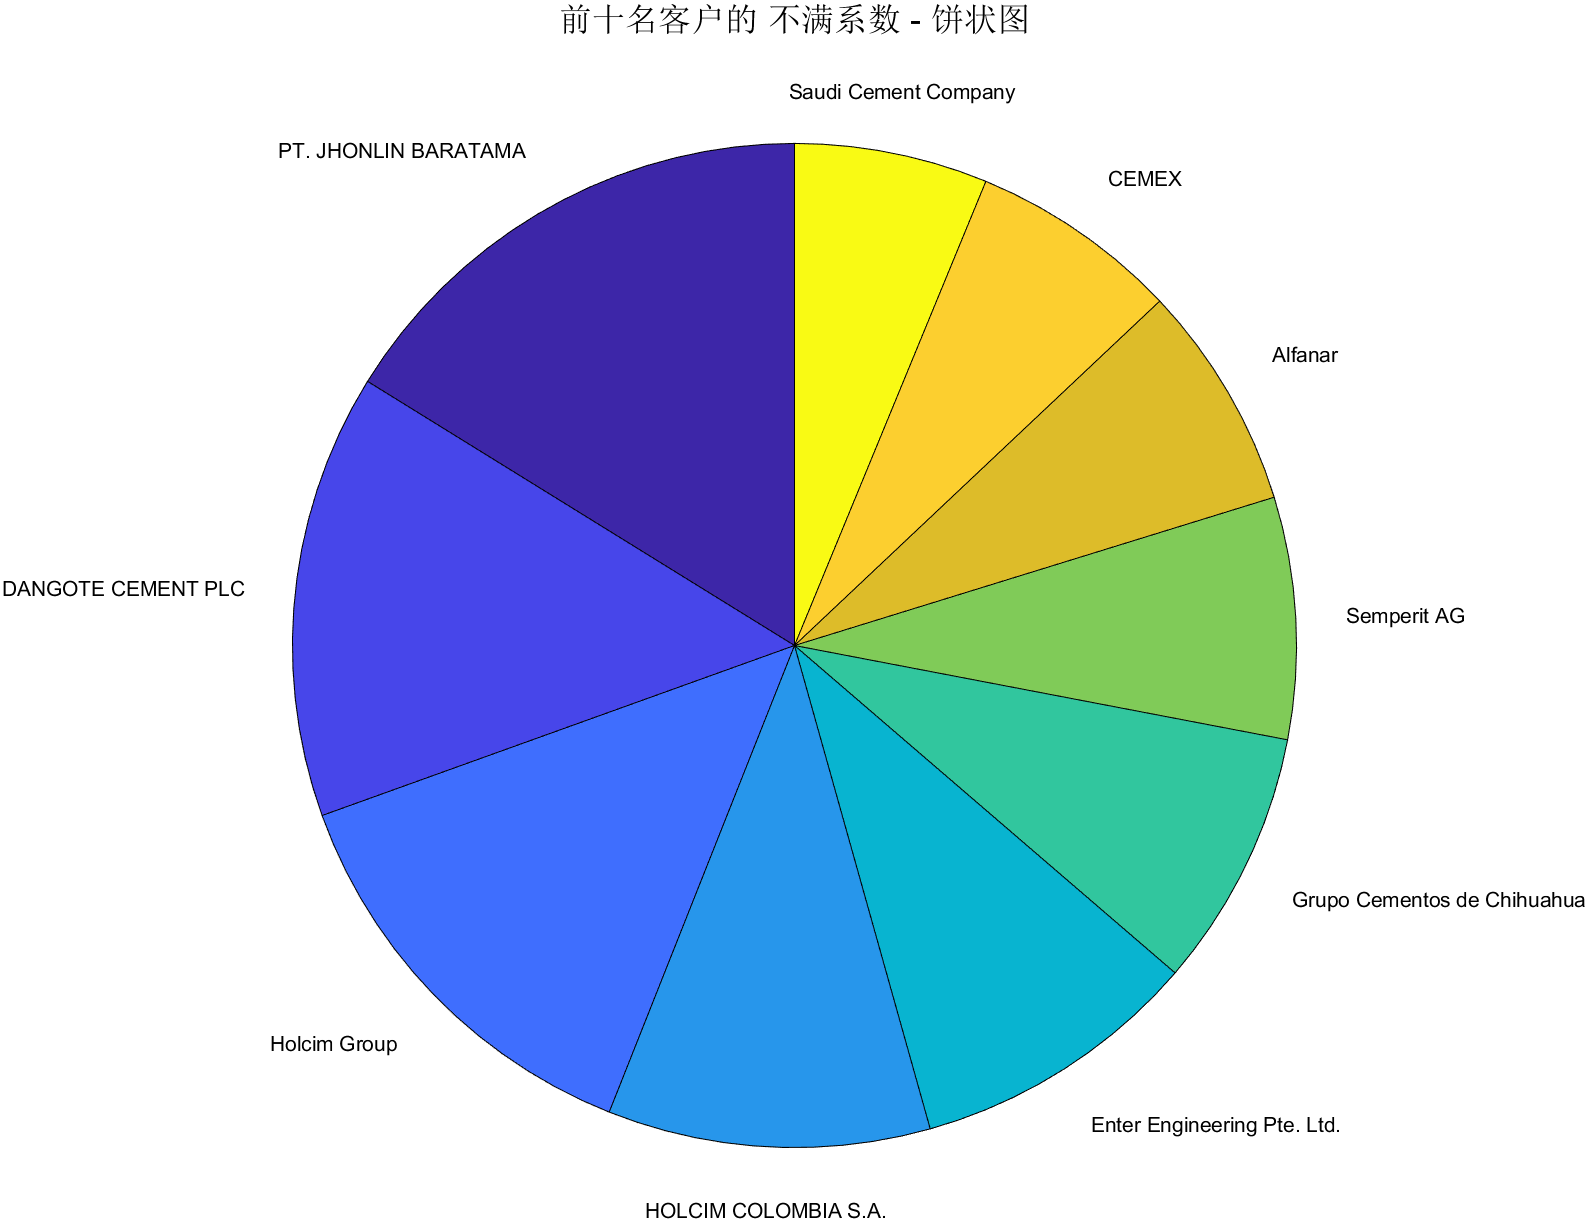 前十名客户的 不满系数 - 饼状图
Saudi Cement Company
PT. JHONLIN BARATAMA
CEMEX
Alfanar
DANGOTE CEMENT PLC
Semperit AG
Grupo Cementos de Chihuahua
Holcim Group
Enter Engineering Pte. Ltd.
HOLCIM COLOMBIA S.A.